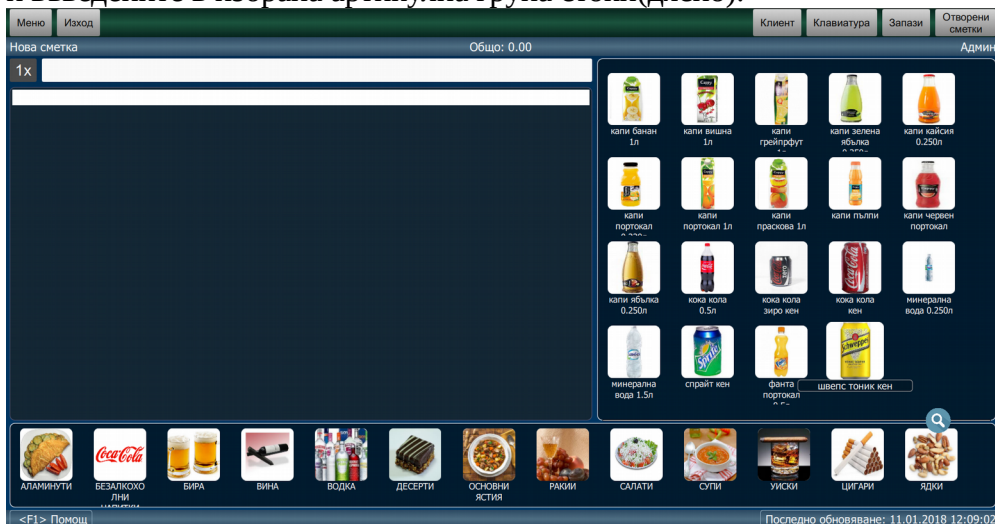 Меню
Изход
Клиент
Клавиатура
Запази
Отворени
сметки
Нова сметка
Общо: 0.00
Админ
1x
капи банан
1л
капи вишна
1л
капи
грейпрфут
капи зелена
ябълка
капи кайсия
0.250л
капи
портокал
капи
портокал 1л
капи
праскова 1л
капи пълпи
капи червен
портокал
капи ябълка
0.250л
кока кола
0.5л
кока кола
зиро кен
кока кола
кен
минерална
вода 0.250л
минерална
вода 1.5л
спрайт кен
фанта
портокал
швепс тоник кен
АЛАМИНУТИ
БЕЗАЛКОХО
ЛНИ
БИРА
ВИНА
ВОДКА
ДЕСЕРТИ
ОСНОВНИ
ЯСТИЯ
РАКИИ
САЛАТИ
СУПИ
УИСКИ
ЦИГАРИ
ЯДКИ
<F1> Помощ
Последно обновяване: 11.01.2018 12:09:02